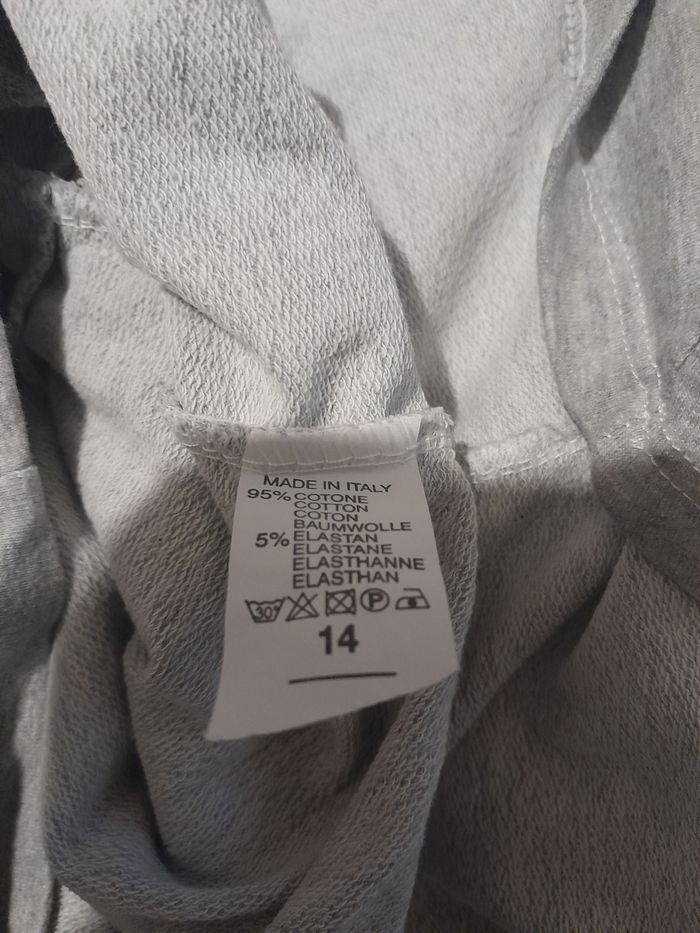 MADE IN ITALY
95% COTONE
COTTON
COTON
BAUMWOLLE
5% ELASTAN
ELASTANE
ELASTHANNE
ELASTHAN
30° P
14